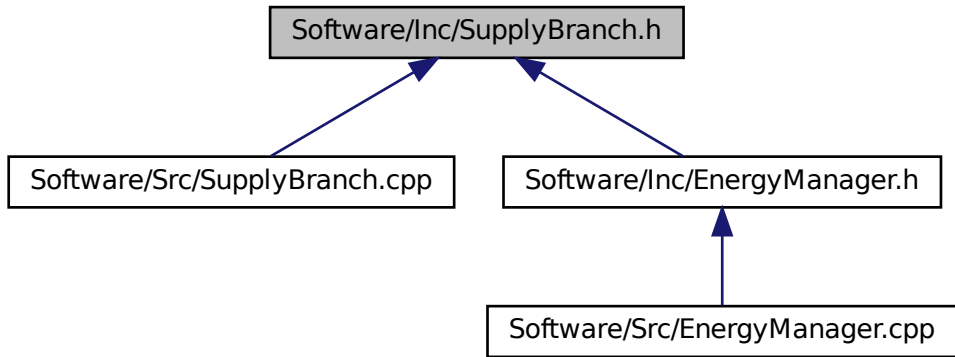 Software/Inc/SupplyBranch.h
Software/Src/SupplyBranch.cpp
Software/Inc/EnergyManager.h
Software/Src/EnergyManager.cpp